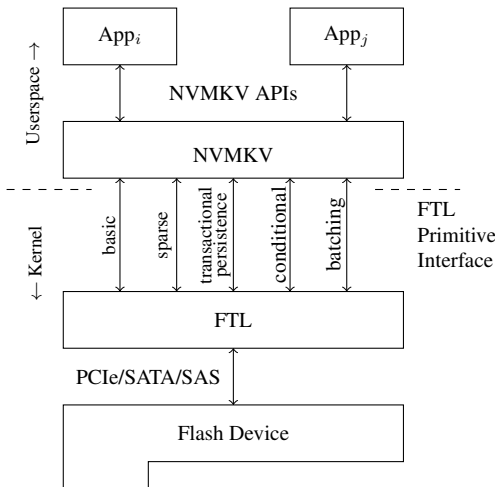 App_i
App_j
Userspace →
NVMKV APIs
NVMKV
← Kernel
basic
sparse
transactional
persistence
conditional
batching
FTL
Primitive
Interface
FTL
PCIe/SATA/SAS
Flash Device